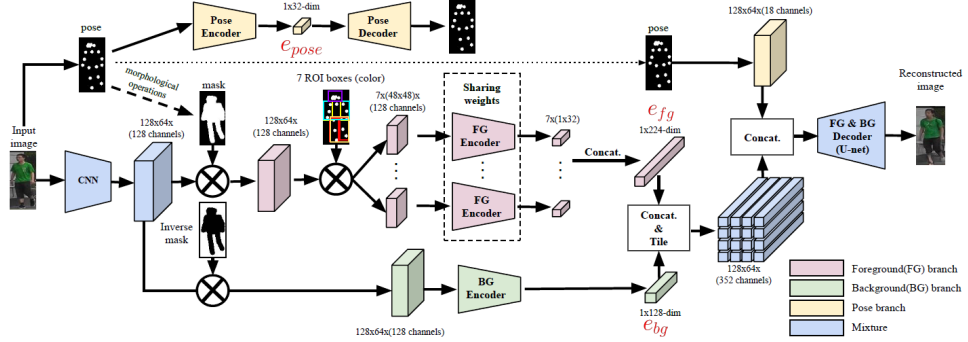 1x32-dim
pose
Pose
Encoder
Pose
Decoder
e_pose
128x64x(18 channels)
pose
Reconstructed
image
morphological
operations
mask
7 ROI boxes (color)
7x(48x48)x
(128 channels)
Sharing
weights
e_fg
1x224-dim
Input
image
128x64x
(128 channels)
128x64x
(128 channels)
FG
Encoder
7x(1x32)
Concat.
Concat.
FG & BG
Decoder
(U-net)
CNN
FG
Encoder
Inverse
mask
Concat.
&
Tile
128x64x
(352 channels)
BG
Encoder
128x64x(128 channels)
1x128-dim
e_bg
Foreground(FG) branch
Background(BG) branch
Pose branch
Mixture